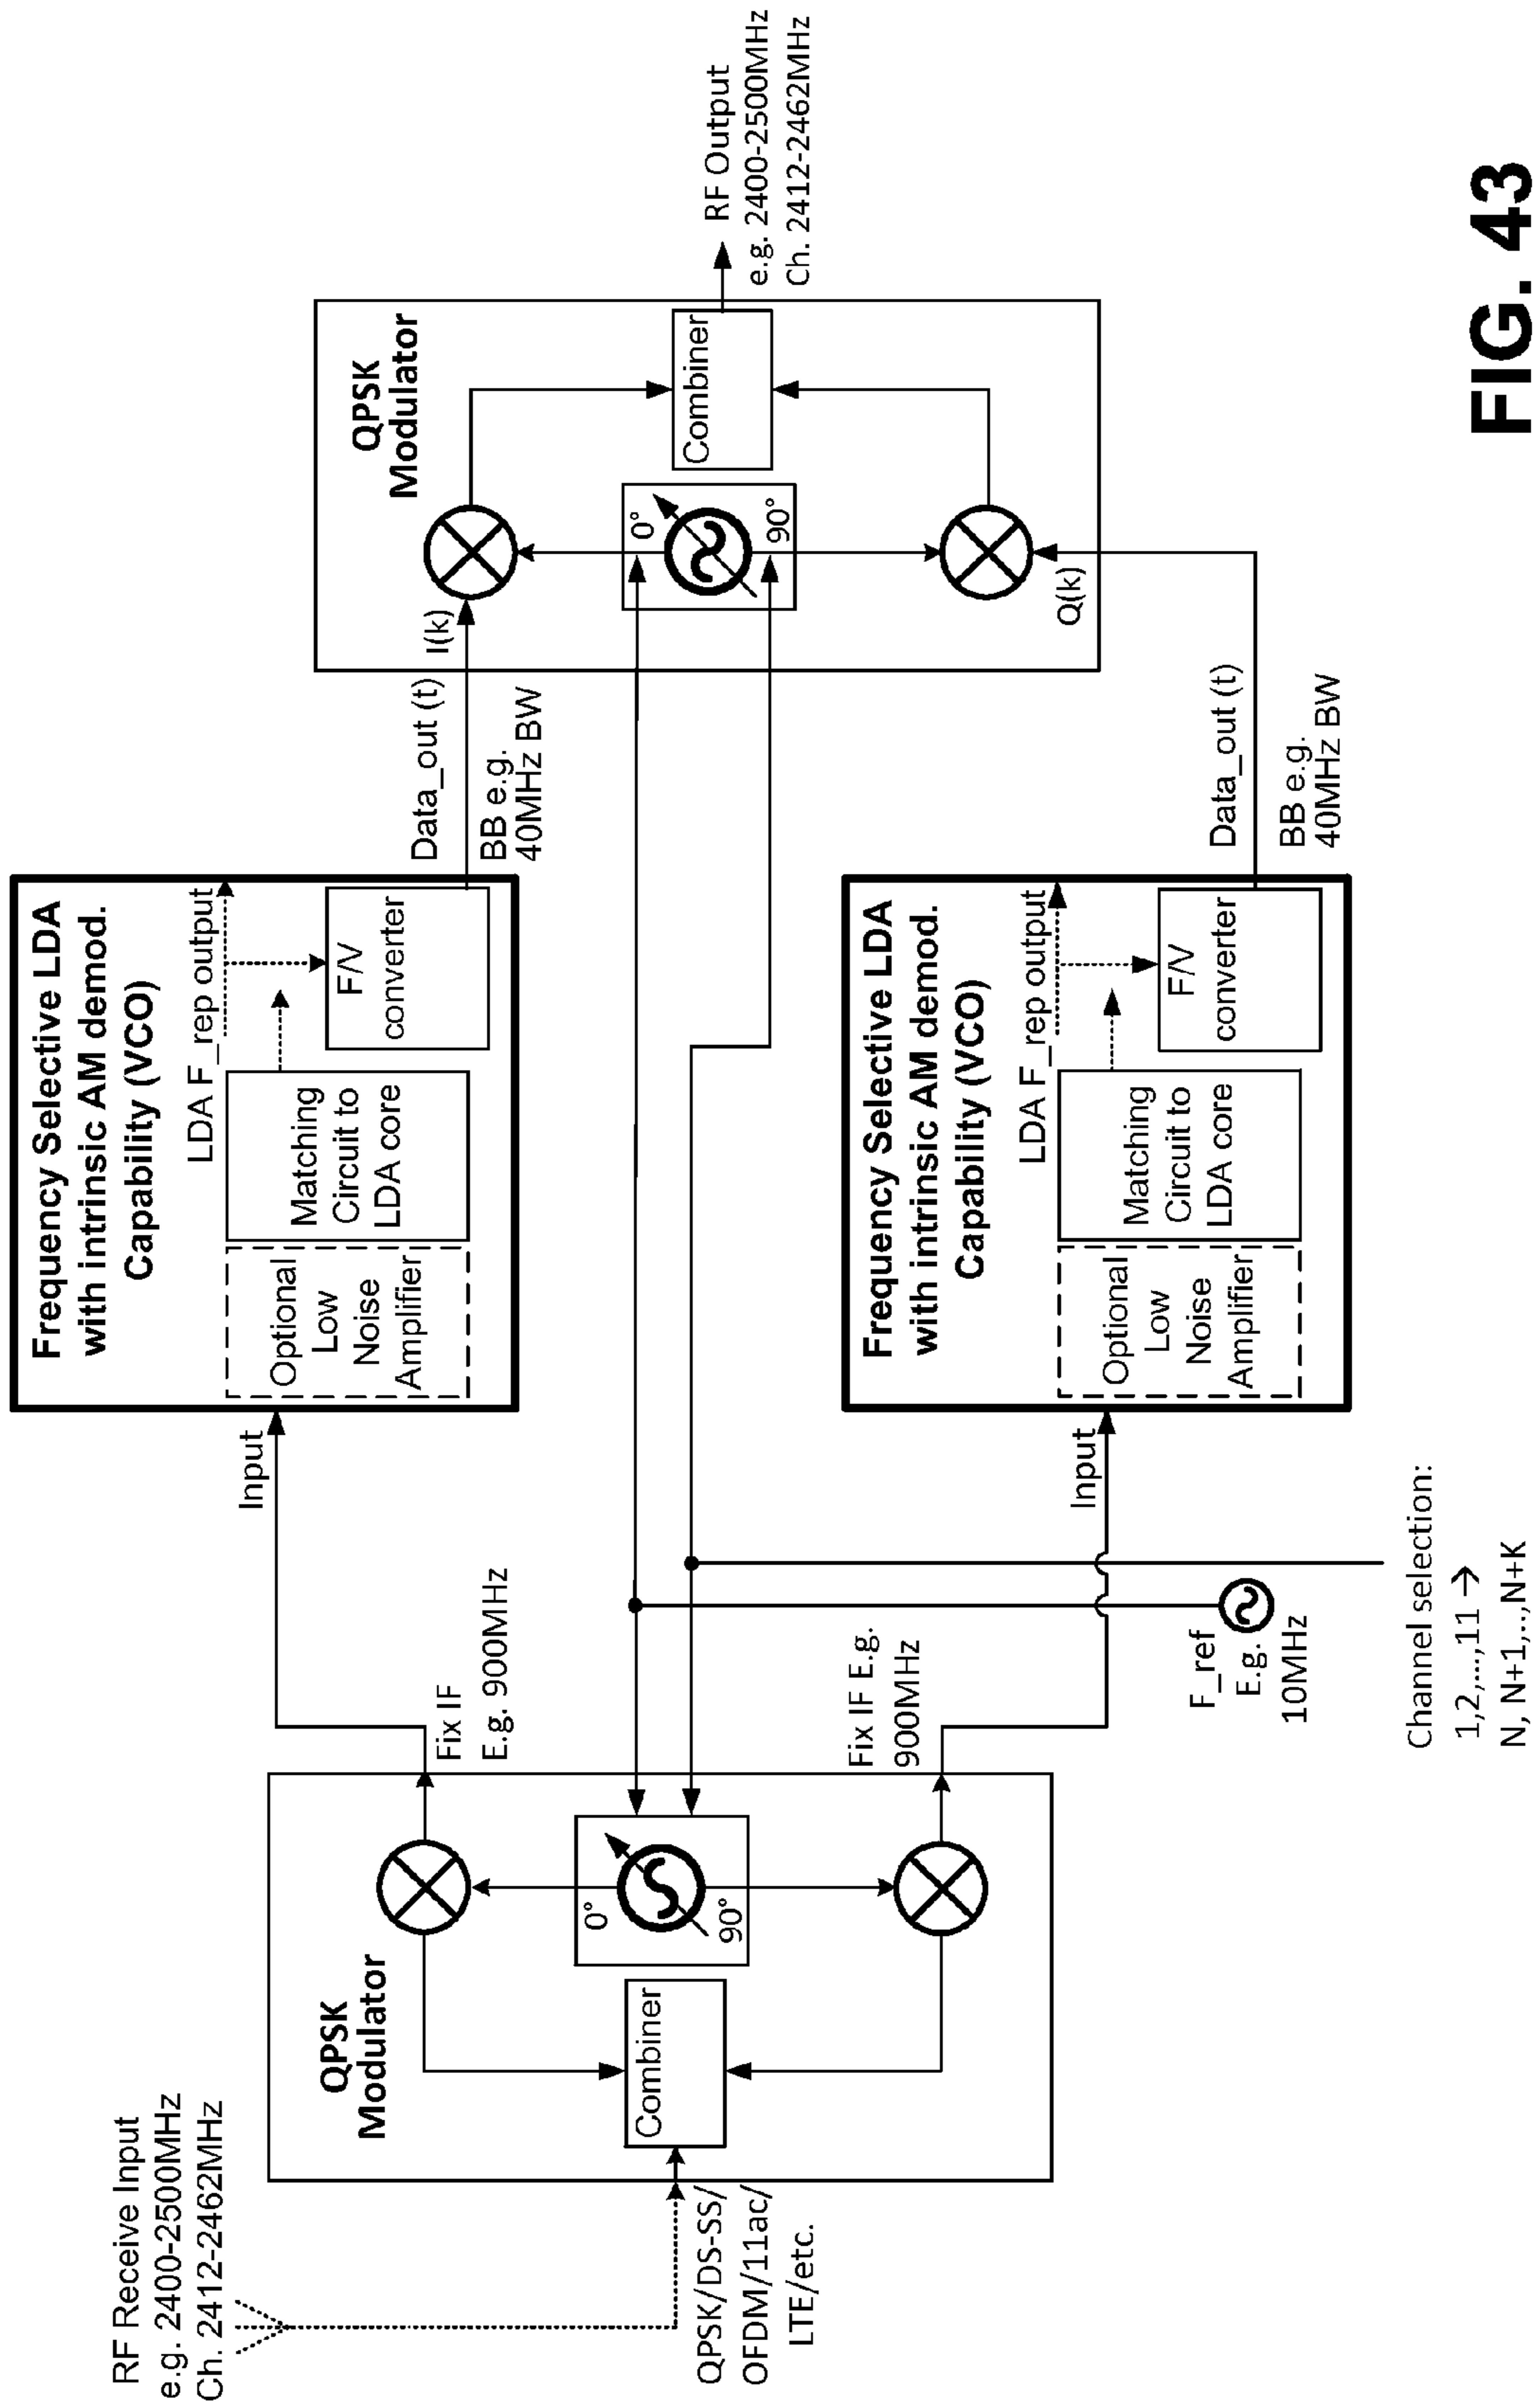 RF Receive Input
e.g. 2400-2500MHz
Ch. 2412-2462MHz
QPSK/DS-SS/
OFDM/11ac/
LTE/etc.
QPSK
Modulator
Combiner
0°
90°
Fix IF
E.g. 900MHz
Fix IF E.g.
900MHz
F_ref
E.g.
10MHz
Channel selection:
1,2,...,11 →
N, N+1,..,N+K
Input
Frequency Selective LDA
with intrinsic AM demod.
Capability (VCO)
Optional
Low
Noise
Amplifier
Matching
Circuit to
LDA core
LDA F_rep output
F/V
converter
Data_out (t)
BB e.g.
40MHz BW
Input
Frequency Selective LDA
with intrinsic AM demod.
Capability (VCO)
Optional
Low
Noise
Amplifier
Matching
Circuit to
LDA core
LDA F_rep output
F/V
converter
Data_out (t)
BB e.g.
40MHz BW
QPSK
Modulator
I(k)
0°
90°
Q(k)
Combiner
RF Output
e.g. 2400-2500MHz
Ch. 2412-2462MHz
FIG. 43